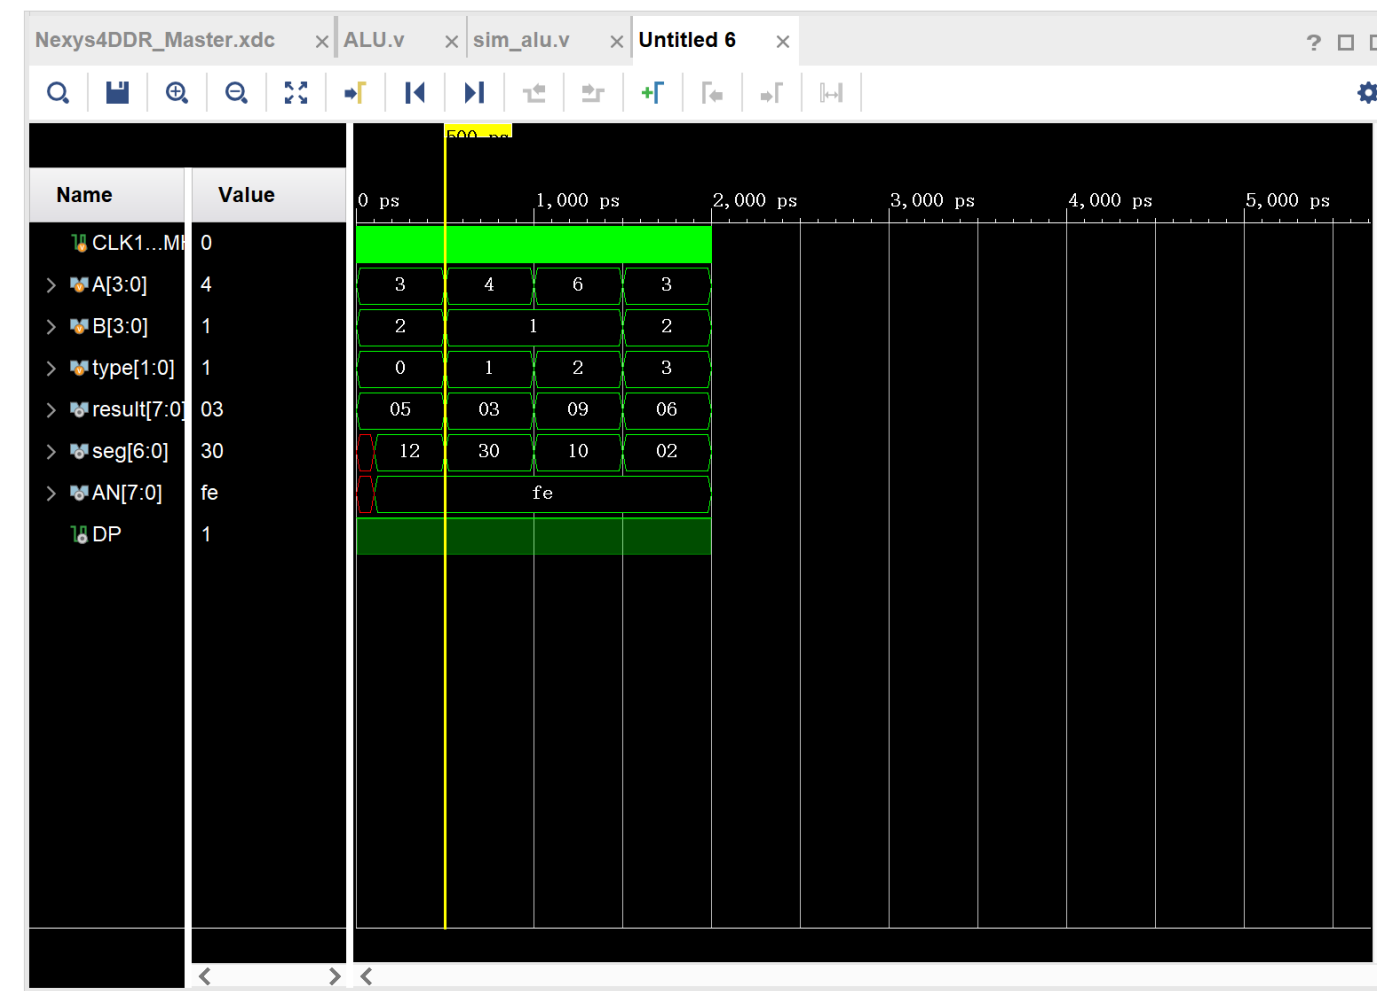 Nexys4DDR_Master.xdc × ALU.v × sim_alu.v × Untitled 6 × ?
500 ps
Name Value
0 ps 1,000 ps 2,000 ps 3,000 ps 4,000 ps 5,000 ps
CLK1...MH 0
A[3:0] 4 3 4 6 3
B[3:0] 1 2 1 2
type[1:0] 1 0 1 2 3
result[7:0] 03 05 03 09 06
seg[6:0] 30 12 30 10 02
AN[7:0] fe fe
DP 1